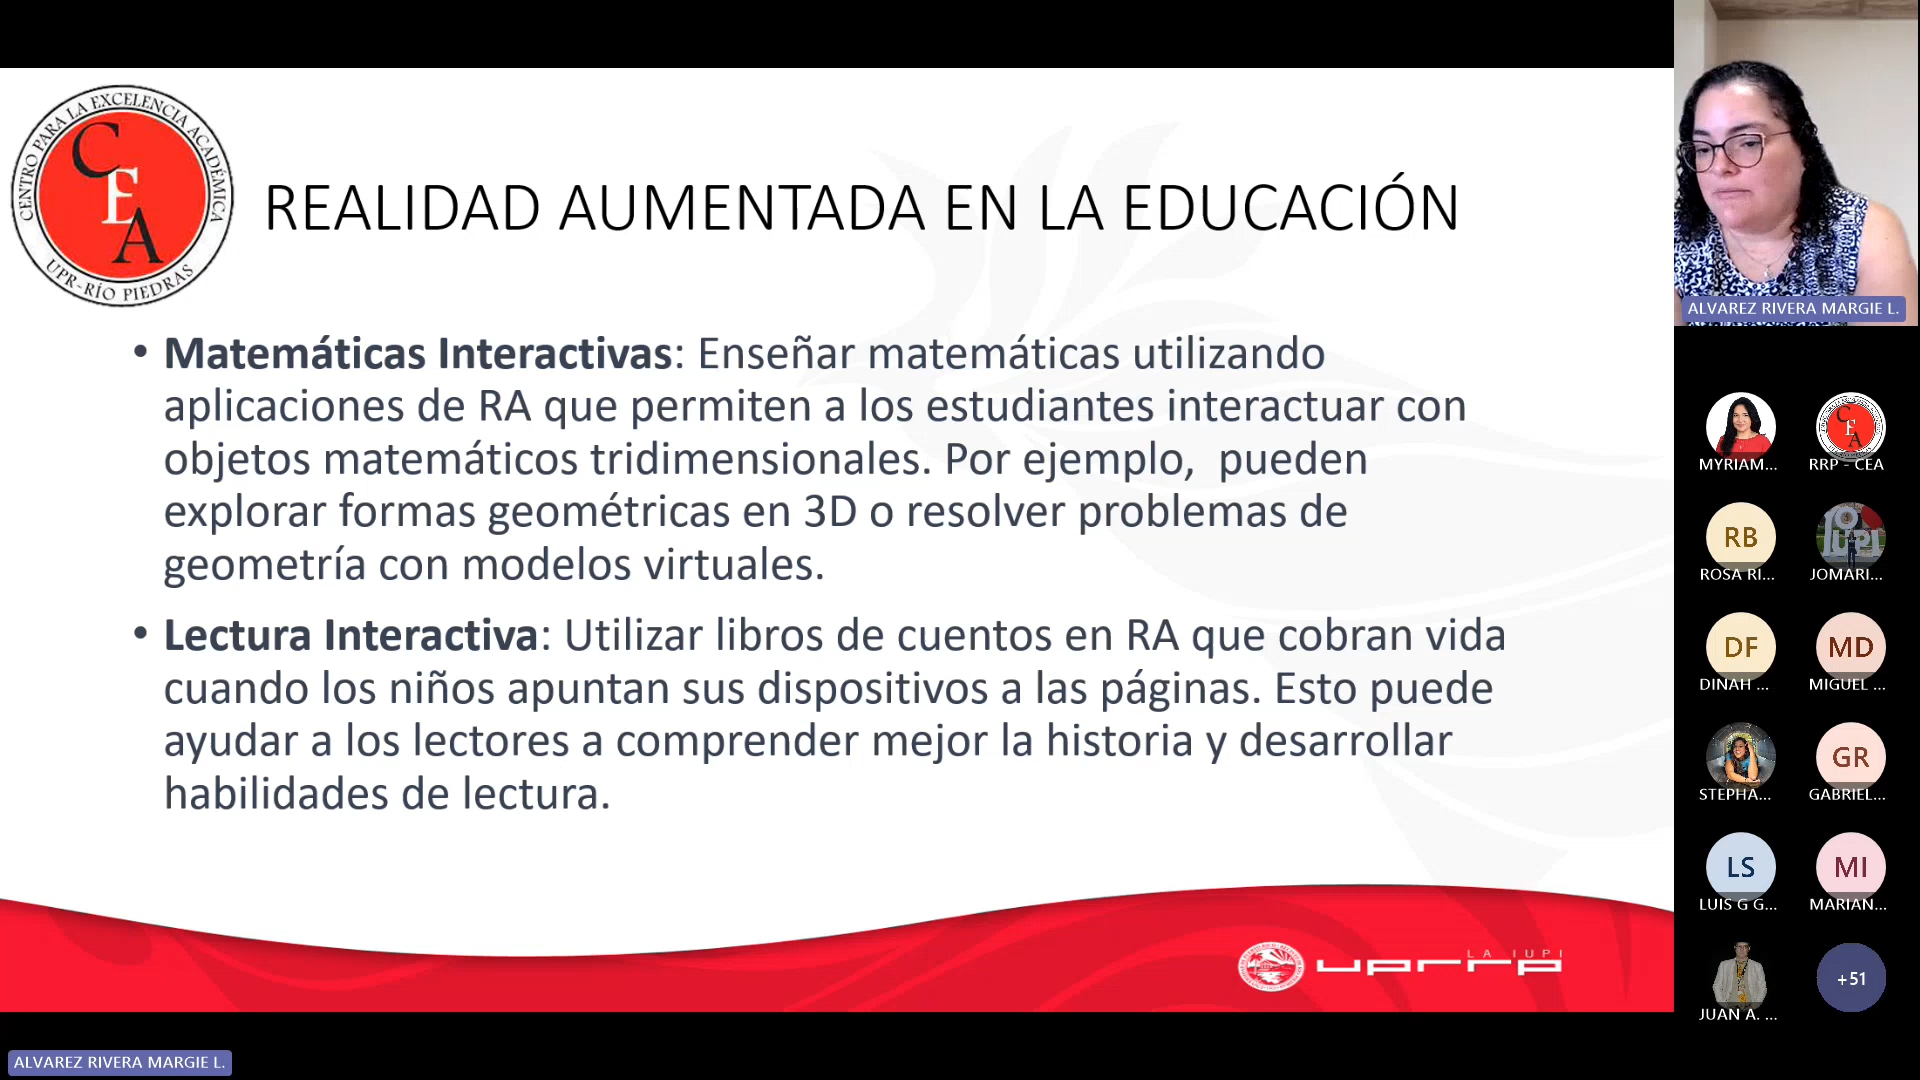 CENTRO PARA LA EXCELENCIA ACADÉMICA
CEA
UPR-RÍO PIEDRAS
REALIDAD AUMENTADA EN LA EDUCACIÓN
• Matemáticas Interactivas: Enseñar matemáticas utilizando
aplicaciones de RA que permiten a los estudiantes interactuar con
objetos matemáticos tridimensionales. Por ejemplo,  pueden
explorar formas geométricas en 3D o resolver problemas de
geometría con modelos virtuales.
• Lectura Interactiva: Utilizar libros de cuentos en RA que cobran vida
cuando los niños apuntan sus dispositivos a las páginas. Esto puede
ayudar a los lectores a comprender mejor la historia y desarrollar
habilidades de lectura.
LA IUPI
uprrp
ALVAREZ RIVERA MARGIE L.
ALVAREZ RIVERA MARGIE L.
MYRIAM...
CEA
RRP - CEA
RB
ROSA RI...
IUPI
JOMARI...
DF
DINAH ...
MD
MIGUEL ...
STEPHA...
GR
GABRIEL...
LS
LUIS G G...
MI
MARIAN...
JUAN A. ...
+51